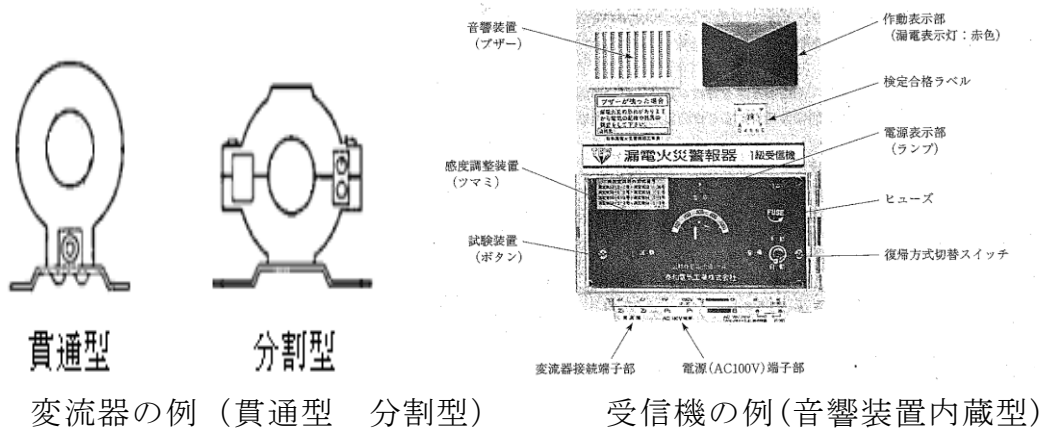 音響装置
(ブザー)
作動表示部
(漏電表示灯：赤色)
検定合格ラベル
ブザーが鳴った場合
電源表示部
(ランプ)
漏電火災警報器 1級受信機
感度調整装置
(ツマミ)
FUSE
ヒューズ
試験装置
(ボタン)
復帰方式切替スイッチ
貫通型
分割型
変流器接続端子部
電源(AC100V)端子部
変流器の例（貫通型　分割型）
受信機の例(音響装置内蔵型)